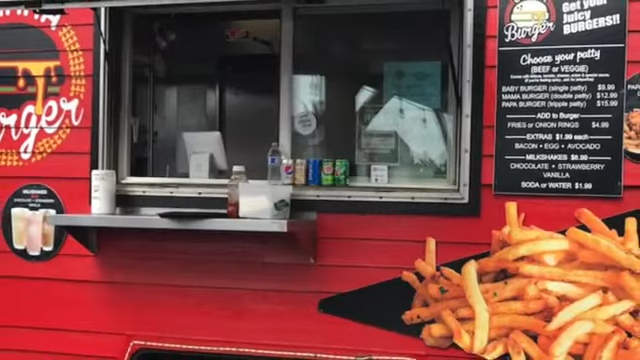 Burger
Get your
Juicy
BURGERS!!
Choose your patty
(BEEF or VEGGIE)
BABY BURGER (single patty) $9.99
MAMA BURGER (double patty) $12.99
PAPA BURGER (tripple patty) $15.99
ADD to Burger
FRIES or ONION RINGS $4.99
EXTRAS $1.99 each
BACON • EGG • AVOCADO
MILKSHAKES $6.99
CHOCOLATE • STRAWBERRY
VANILLA
SODA or WATER $1.99
MILKSHAKES